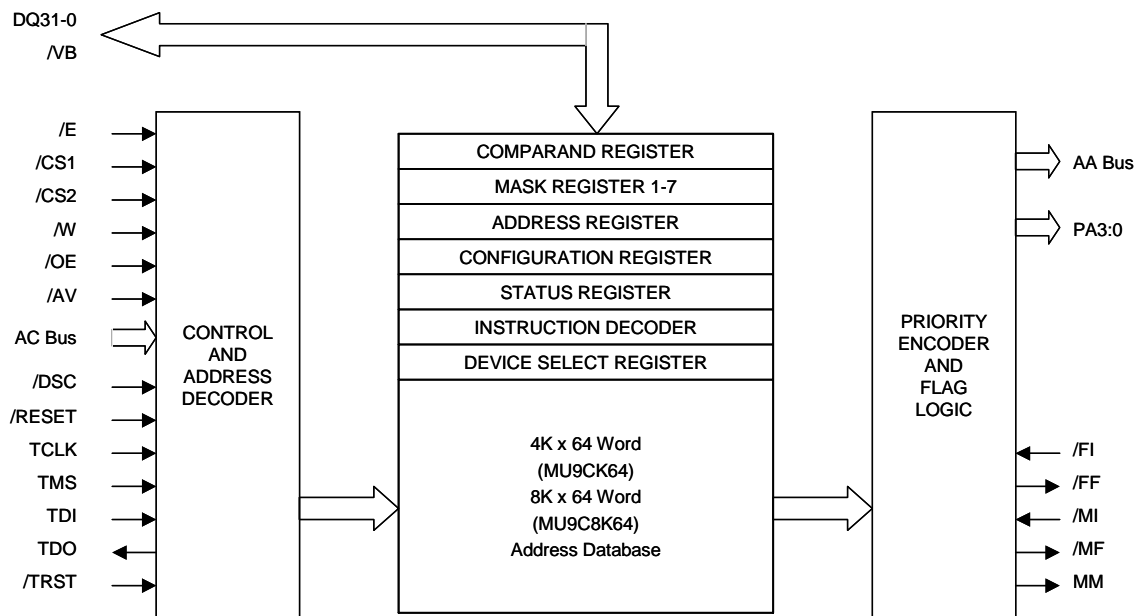 DQ31-0
/VB
/E
/CS1
/CS2
/W
/OE
/AV
AC Bus
/DSC
/RESET
TCLK
TMS
TDI
TDO
/TRST
CONTROL
AND
ADDRESS
DECODER
COMPARAND REGISTER
MASK REGISTER 1-7
ADDRESS REGISTER
CONFIGURATION REGISTER
STATUS REGISTER
INSTRUCTION DECODER
DEVICE SELECT REGISTER
4K x 64 Word
(MU9CK64)
8K x 64 Word
(MU9C8K64)
Address Database
PRIORITY
ENCODER
AND
FLAG
LOGIC
AA Bus
PA3:0
/FI
/FF
/MI
/MF
MM